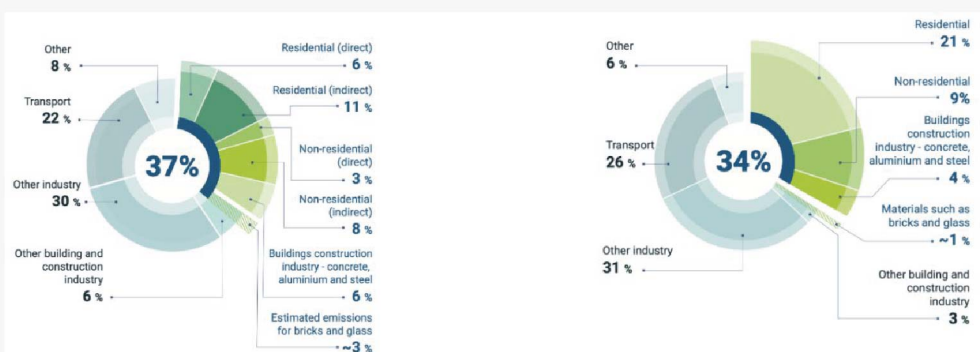 Other
8 %
Transport
22 %
Other industry
30 %
Other building and
construction
industry
6 %
37%
Residential (direct)
6 %
Residential (indirect)
11 %
Non-residential
(direct)
3 %
Non-residential
(indirect)
8 %
Buildings construction
industry - concrete,
aluminium and steel
6 %
Estimated emissions
for bricks and glass
~3 %
Other
6 %
Transport
26 %
Other industry
31 %
34%
Residential
21 %
Non-residential
9%
Buildings
construction
industry - concrete,
aluminium and steel
4 %
Materials such as
bricks and glass
~1 %
Other building and
construction
industry
3 %